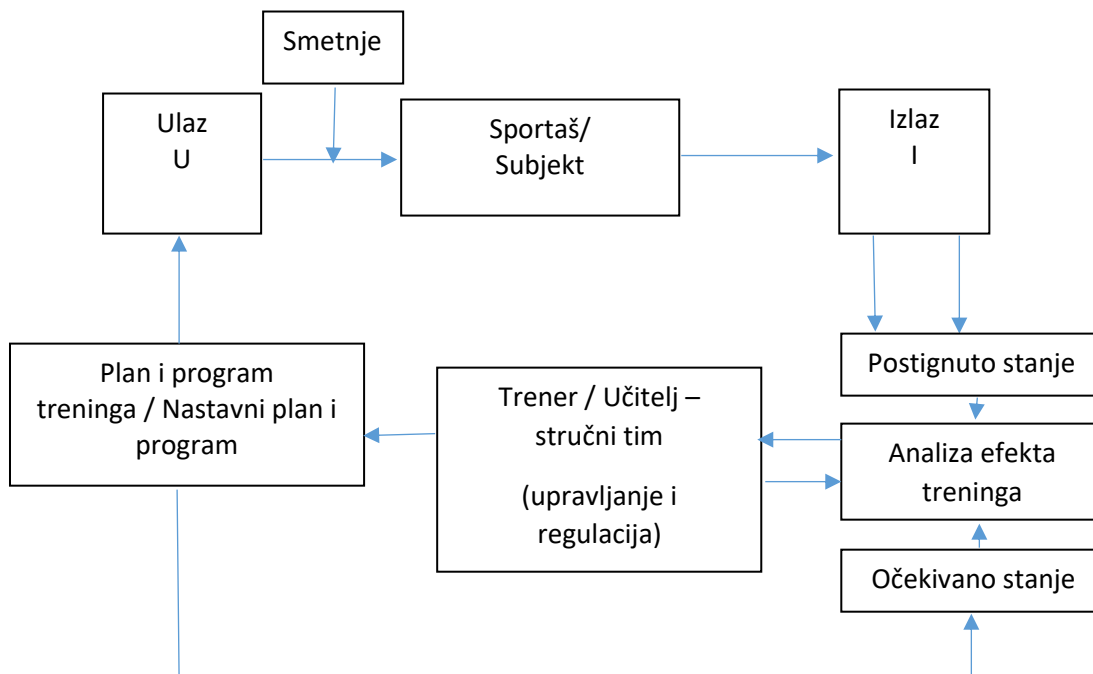 Smetnje
Ulaz
U
Sportaš/
Subjekt
Izlaz
I
Plan i program
treninga / Nastavni plan i
program
Trener / Učitelj –
stručni tim
(upravljanje i
regulacija)
Postignuto stanje
Analiza efekta
treninga
Očekivano stanje